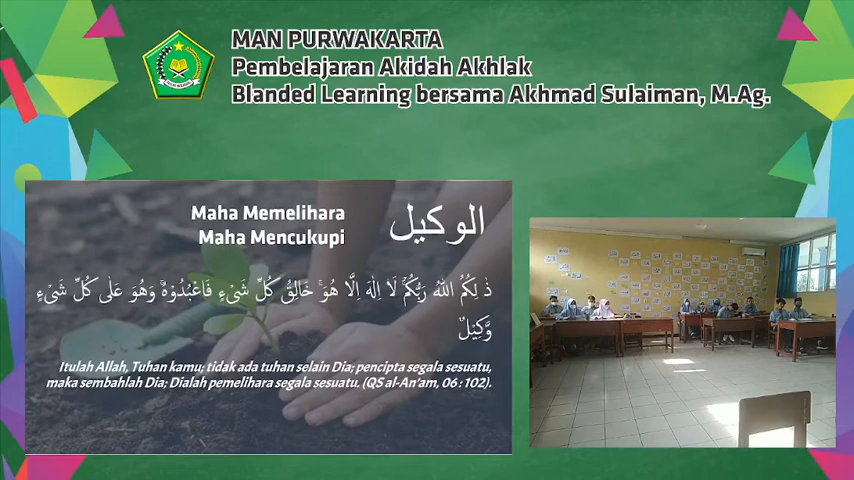 MAN PURWAKARTA
Pembelajaran Akidah Akhlak
Blanded Learning bersama Akhmad Sulaiman, M.Ag.
Maha Memelihara
Maha Mencukupi
الوكيل
ذٰلِكُمُ اللّٰهُ رَبُّكُمْۚ لَآ اِلٰهَ اِلَّا هُوَۚ خَالِقُ كُلِّ شَيْءٍ فَاعْبُدُوْهُۚ وَهُوَ عَلٰى كُلِّ شَيْءٍ
وَّكِيْلٌ
Itulah Allah, Tuhan kamu; tidak ada tuhan selain Dia; pencipta segala sesuatu,
maka sembahlah Dia; Dialah pemelihara segala sesuatu. (QS al-An'am, 06 : 102).